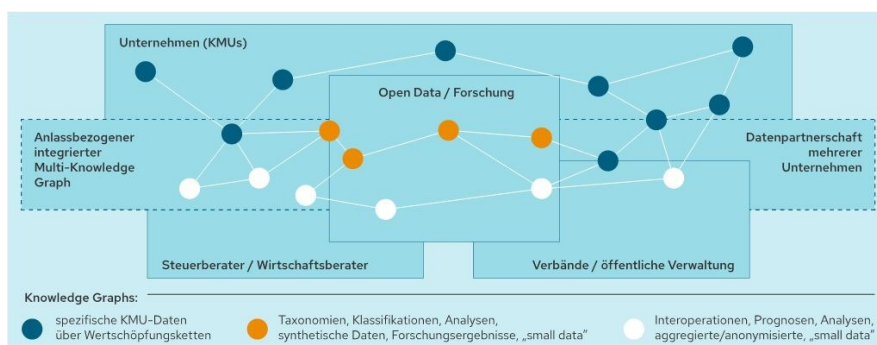 Unternehmen (KMUs)
Open Data / Forschung
Anlassbezogener
integrierter
Multi-Knowledge
Graph
Datenpartnerschaft
mehrerer
Unternehmen
Steuerberater / Wirtschaftsberater
Verbände / öffentliche Verwaltung
Knowledge Graphs:
spezifische KMU-Daten
über Wertschöpfungsketten
Taxonomien, Klassifikationen, Analysen,
synthetische Daten, Forschungsergebnisse, „small data”
Interoperationen, Prognosen, Analysen,
aggregierte/anonymisierte, „small data”